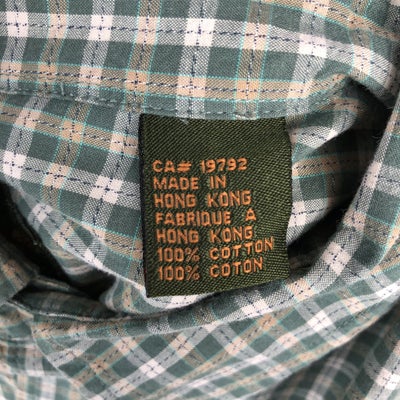 CA# 19792
MADE IN
HONG KONG
FABRIQUE À
HONG KONG
100% COTTON
100% COTON